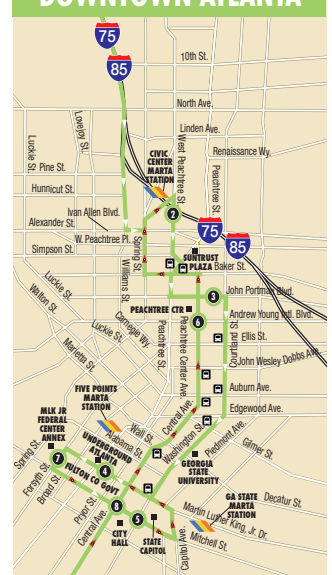 DOWNTOWN ATLANTA
75
85
10th St.
North Ave.
Linden Ave.
Luckie St.
Lovejoy St.
CIVIC
CENTER
MARTA
STATION
West Peachtree St.
Peachtree St.
Renaissance Wy.
Pine St.
Hunnicut St.
2
Ivan Allen Blvd.
Alexander St.
W. Peachtree Pl.
Spring St.
75
85
Simpson St.
Williams St.
SUNTRUST
PLAZA
Baker St.
Luckie St.
Walton St.
3
John Portman Blvd.
PEACHTREE CTR
Carnegie Wy.
Luckie St.
Marietta St.
Peachtree St.
6
Peachtree Center Ave.
Andrew Young Intl. Blvd.
Courtland St.
Ellis St.
John Wesley Dobbs Ave.
FIVE POINTS
MARTA
STATION
Auburn Ave.
Edgewood Ave.
MLK JR
FEDERAL
CENTER
ANNEX
Wall St.
Alabama St.
Central Ave.
Washington St.
Piedmont Ave.
Gilmer St.
UNDERGROUND
ATLANTA
Spring St.
7
4
FULTON CO GOVT
GEORGIA
STATE
UNIVERSITY
Forsyth St.
Broad St.
GA STATE
MARTA
STATION
Decatur St.
Pryor St.
Central Ave.
8
5
Martin Luther King, Jr. Dr.
CITY
HALL
STATE
CAPITOL
Capitol Ave.
Mitchell St.